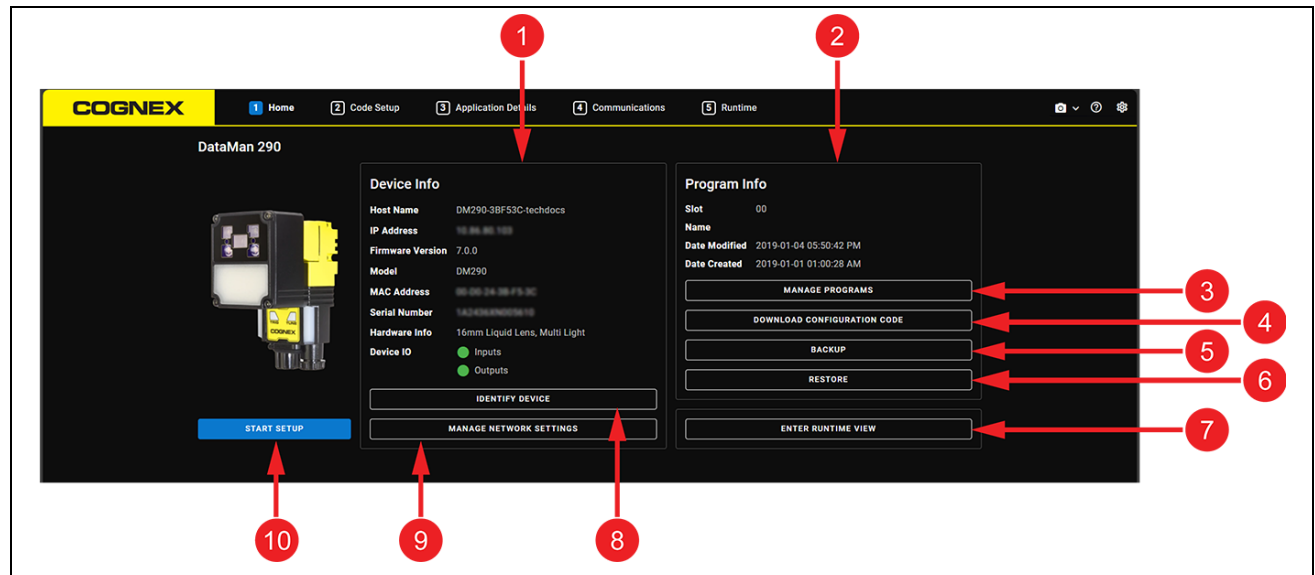 1
2
COGNEX
1 Home
2 Code Setup
3 Application Details
4 Communications
5 Runtime
DataMan 290
Device Info
Host Name DM290-3BF53C-techdocs
IP Address
Firmware Version 7.0.0
Model DM290
MAC Address
Serial Number
Hardware Info 16mm Liquid Lens, Multi Light
Device IO Inputs
Outputs
IDENTIFY DEVICE
MANAGE NETWORK SETTINGS
Program Info
Slot 00
Name
Date Modified 2019-01-04 05:50:42 PM
Date Created 2019-01-01 01:00:28 AM
MANAGE PROGRAMS
3
DOWNLOAD CONFIGURATION CODE
4
BACKUP
5
RESTORE
6
ENTER RUNTIME VIEW
7
COGNEX
START SETUP
10
9
8